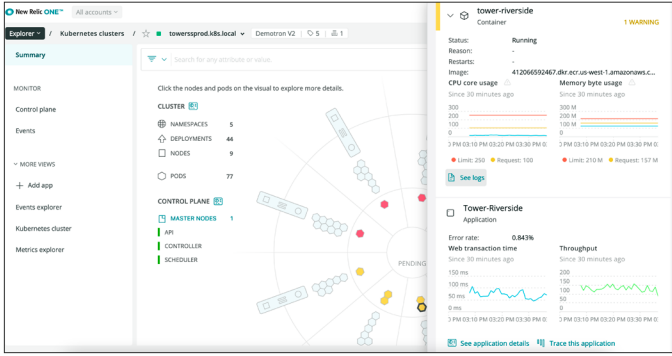 New Relic ONE™
All accounts
Explorer / Kubernetes clusters / towerssprod.k8s.local Demotron V2 5 1
Summary
MONITOR
Control plane
Events
MORE VIEWS
+ Add app
Events explorer
Kubernetes cluster
Metrics explorer
Search for any attribute or value.
Click the nodes and pods on the visual to explore more details.
CLUSTER
NAMESPACES 5
DEPLOYMENTS 44
NODES 9
PODS 77
CONTROL PLANE
MASTER NODES 1
API
CONTROLLER
SCHEDULER
PENDING
tower-riverside
Container 1 WARNING
Status: Running
Reason: -
Restarts: -
Image: 412066592467.dkr.ecr.us-west-1.amazonaws.c...
CPU core usage Memory byte usage
Since 30 minutes ago Since 30 minutes ago
300 300 M
200 200 M
100 100 M
0 0
PM 03:10 PM 03:20 PM 03:30 PM PM 03:10 PM 03:20 PM 03:30 PM
Limit: 250 Request: 100 Limit: 210 M Request: 157 M
See logs
Tower-Riverside
Application
Error rate: 0.843%
Web transaction time Throughput
Since 30 minutes ago Since 30 minutes ago
150 ms 200
100 ms 150
50 ms 100
0 ms 50
0
PM 03:10 PM 03:20 PM 03:30 PM PM 03:10 PM 03:20 PM 03:30 PM
See application details Trace this application